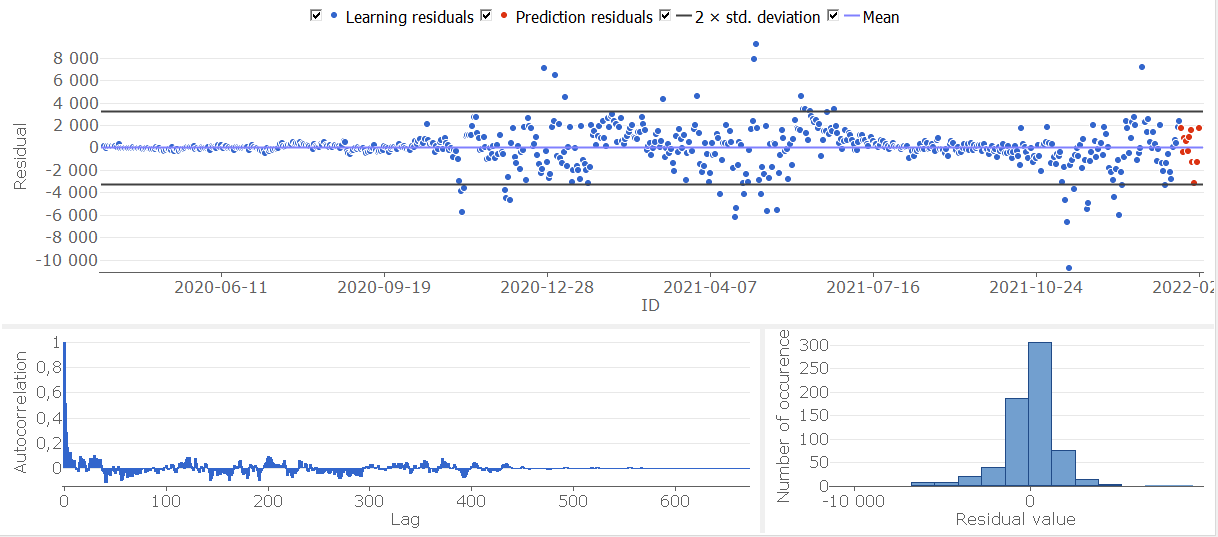 Learning residuals Prediction residuals 2 × std. deviation Mean
Residual
8 000
6 000
4 000
2 000
0
-2 000
-4 000
-6 000
-8 000
-10 000
2020-06-11 2020-09-19 2020-12-28 2021-04-07 2021-07-16 2021-10-24 2022-02
ID
Autocorrelation
1
0,8
0,6
0,4
0,2
0
0 100 200 300 400 500 600
Lag
Number of occurence
300
250
200
150
100
50
0
-10 000 0
Residual value